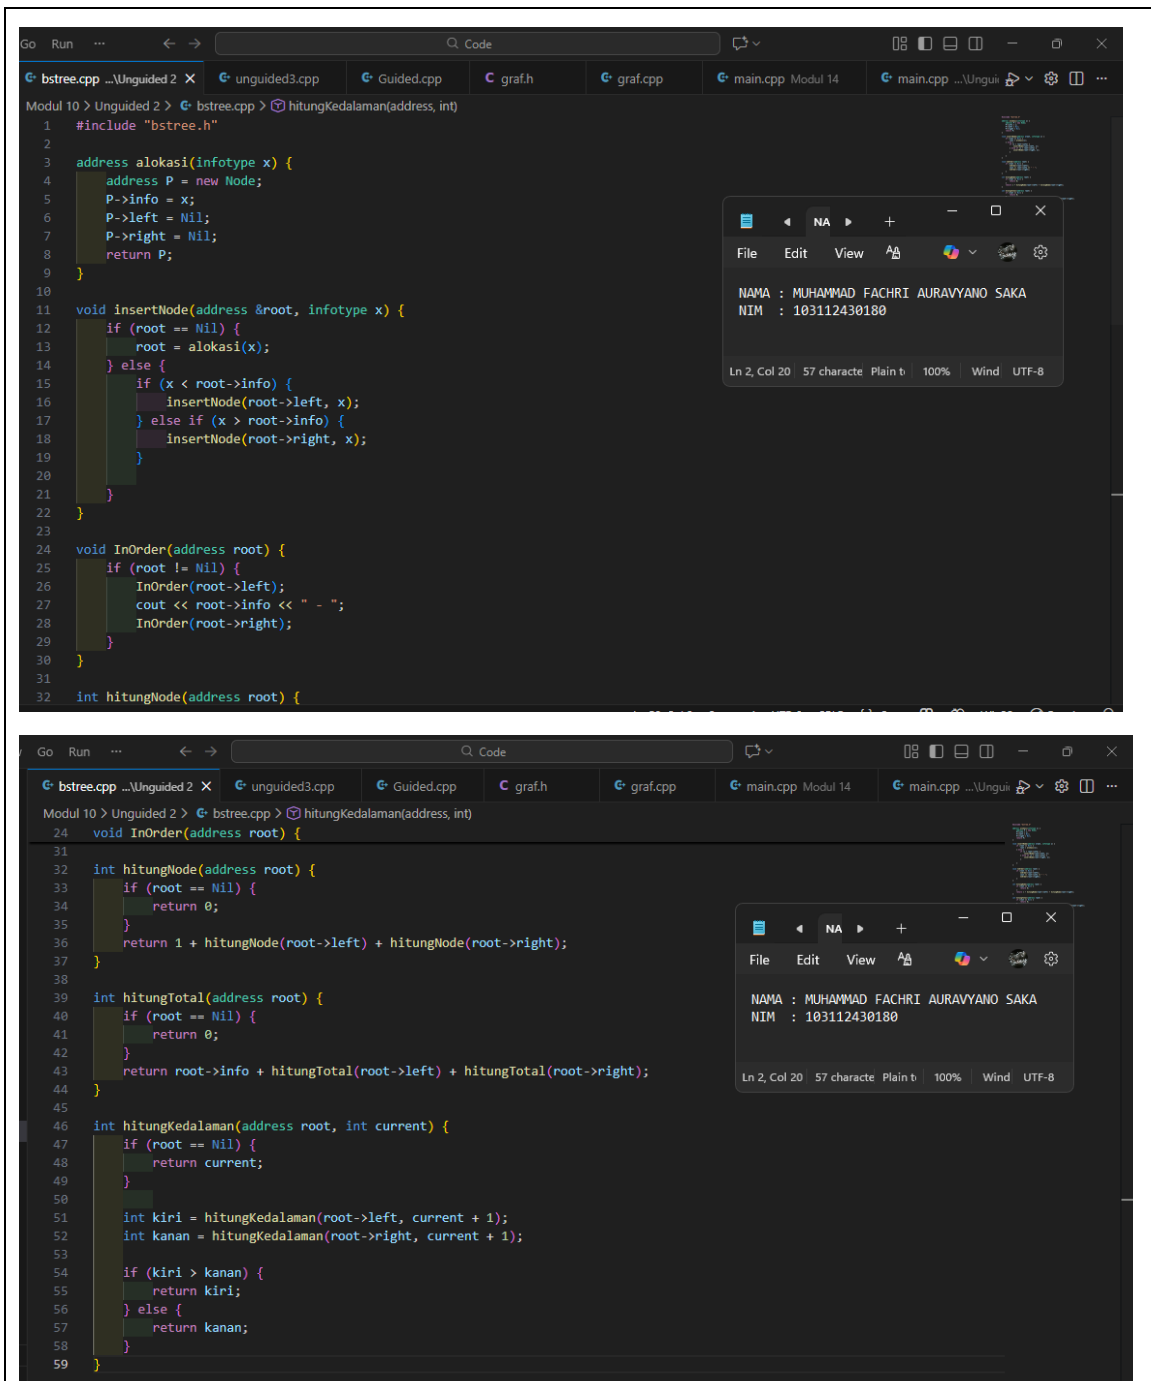 Go Run ··· ← → Code
bstree.cpp ...\Unguided 2 × unguided3.cpp Guided.cpp C graf.h graf.cpp main.cpp Modul 14 main.cpp ...\Ungui
Modul 10 > Unguided 2 > bstree.cpp > hitungKedalaman(address, int)
1 #include "bstree.h"
2
3 address alokasi(infotype x) {
4 address P = new Node;
5 P->info = x;
6 P->left = Nil;
7 P->right = Nil;
8 return P;
9 }
10
11 void insertNode(address &root, infotype x) {
12 if (root == Nil) {
13 root = alokasi(x);
14 } else {
15 if (x < root->info) {
16 insertNode(root->left, x);
17 } else if (x > root->info) {
18 insertNode(root->right, x);
19 }
20
21 }
22 }
23
24 void InOrder(address root) {
25 if (root != Nil) {
26 InOrder(root->left);
27 cout << root->info << " - ";
28 InOrder(root->right);
29 }
30 }
31
32 int hitungNode(address root) {
NA +
File Edit View
NAMA : MUHAMMAD FACHRI AURAVYANO SAKA
NIM : 103112430180
Ln 2, Col 20 57 characte Plain t 100% Wind UTF-8
Go Run ··· ← → Code
bstree.cpp ...\Unguided 2 × unguided3.cpp Guided.cpp C graf.h graf.cpp main.cpp Modul 14 main.cpp ...\Ungui
Modul 10 > Unguided 2 > bstree.cpp > hitungKedalaman(address, int)
24 void InOrder(address root) {
31
32 int hitungNode(address root) {
33 if (root == Nil) {
34 return 0;
35 }
36 return 1 + hitungNode(root->left) + hitungNode(root->right);
37 }
38
39 int hitungTotal(address root) {
40 if (root == Nil) {
41 return 0;
42 }
43 return root->info + hitungTotal(root->left) + hitungTotal(root->right);
44 }
45
46 int hitungKedalaman(address root, int current) {
47 if (root == Nil) {
48 return current;
49 }
50
51 int kiri = hitungKedalaman(root->left, current + 1);
52 int kanan = hitungKedalaman(root->right, current + 1);
53
54 if (kiri > kanan) {
55 return kiri;
56 } else {
57 return kanan;
58 }
59 }
NA +
File Edit View
NAMA : MUHAMMAD FACHRI AURAVYANO SAKA
NIM : 103112430180
Ln 2, Col 20 57 characte Plain t 100% Wind UTF-8